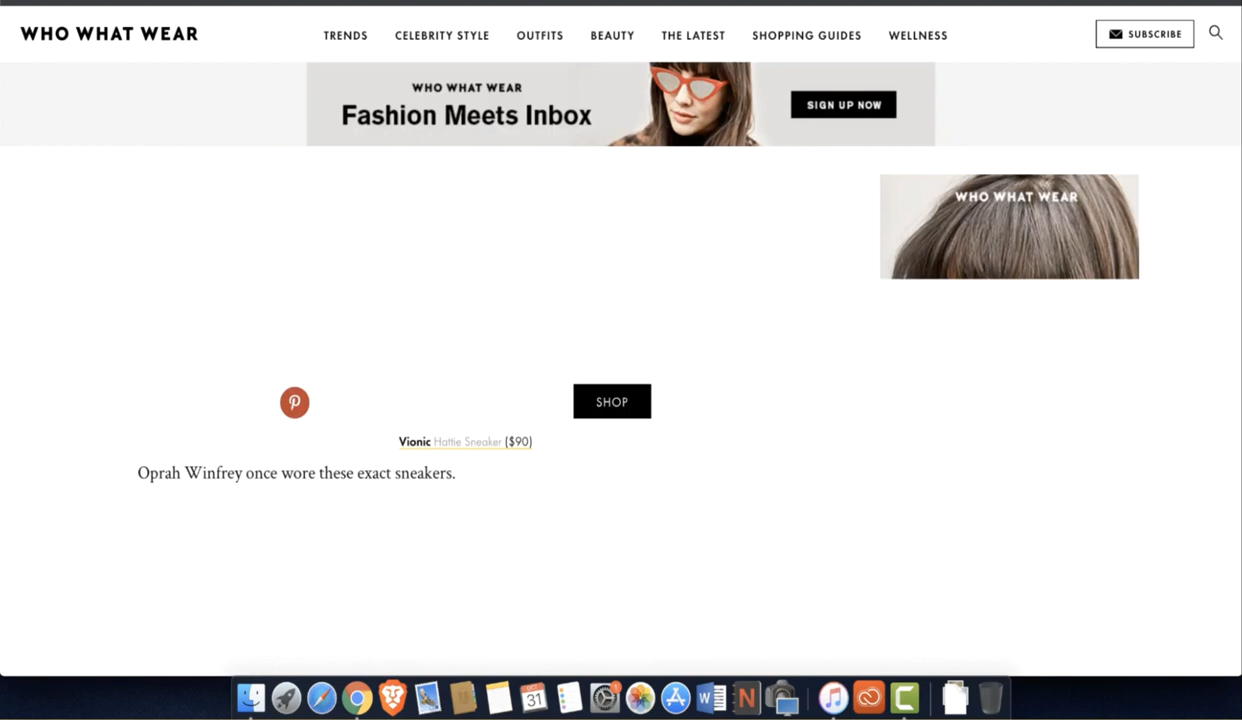 WHO WHAT WEAR
TRENDS CELEBRITY STYLE OUTFITS BEAUTY THE LATEST SHOPPING GUIDES WELLNESS
SUBSCRIBE
WHO WHAT WEAR
Fashion Meets Inbox
SIGN UP NOW
WHO WHAT WEAR
SHOP
Vionic Hattie Sneaker ($90)
Oprah Winfrey once wore these exact sneakers.
31